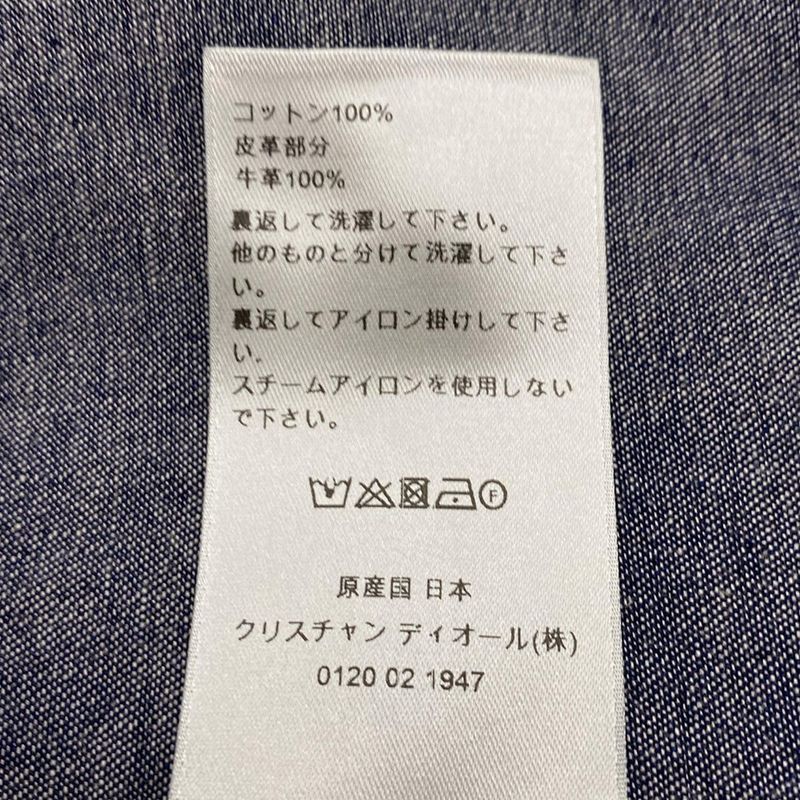 コットン100%
皮革部分
牛革100%
裏返して洗濯して下さい。
他のものと分けて洗濯して下さ
い。
裏返してアイロン掛けして下さ
い。
スチームアイロンを使用しない
で下さい。
F
原産国 日本
クリスチャン ディオール(株)
0120 02 1947